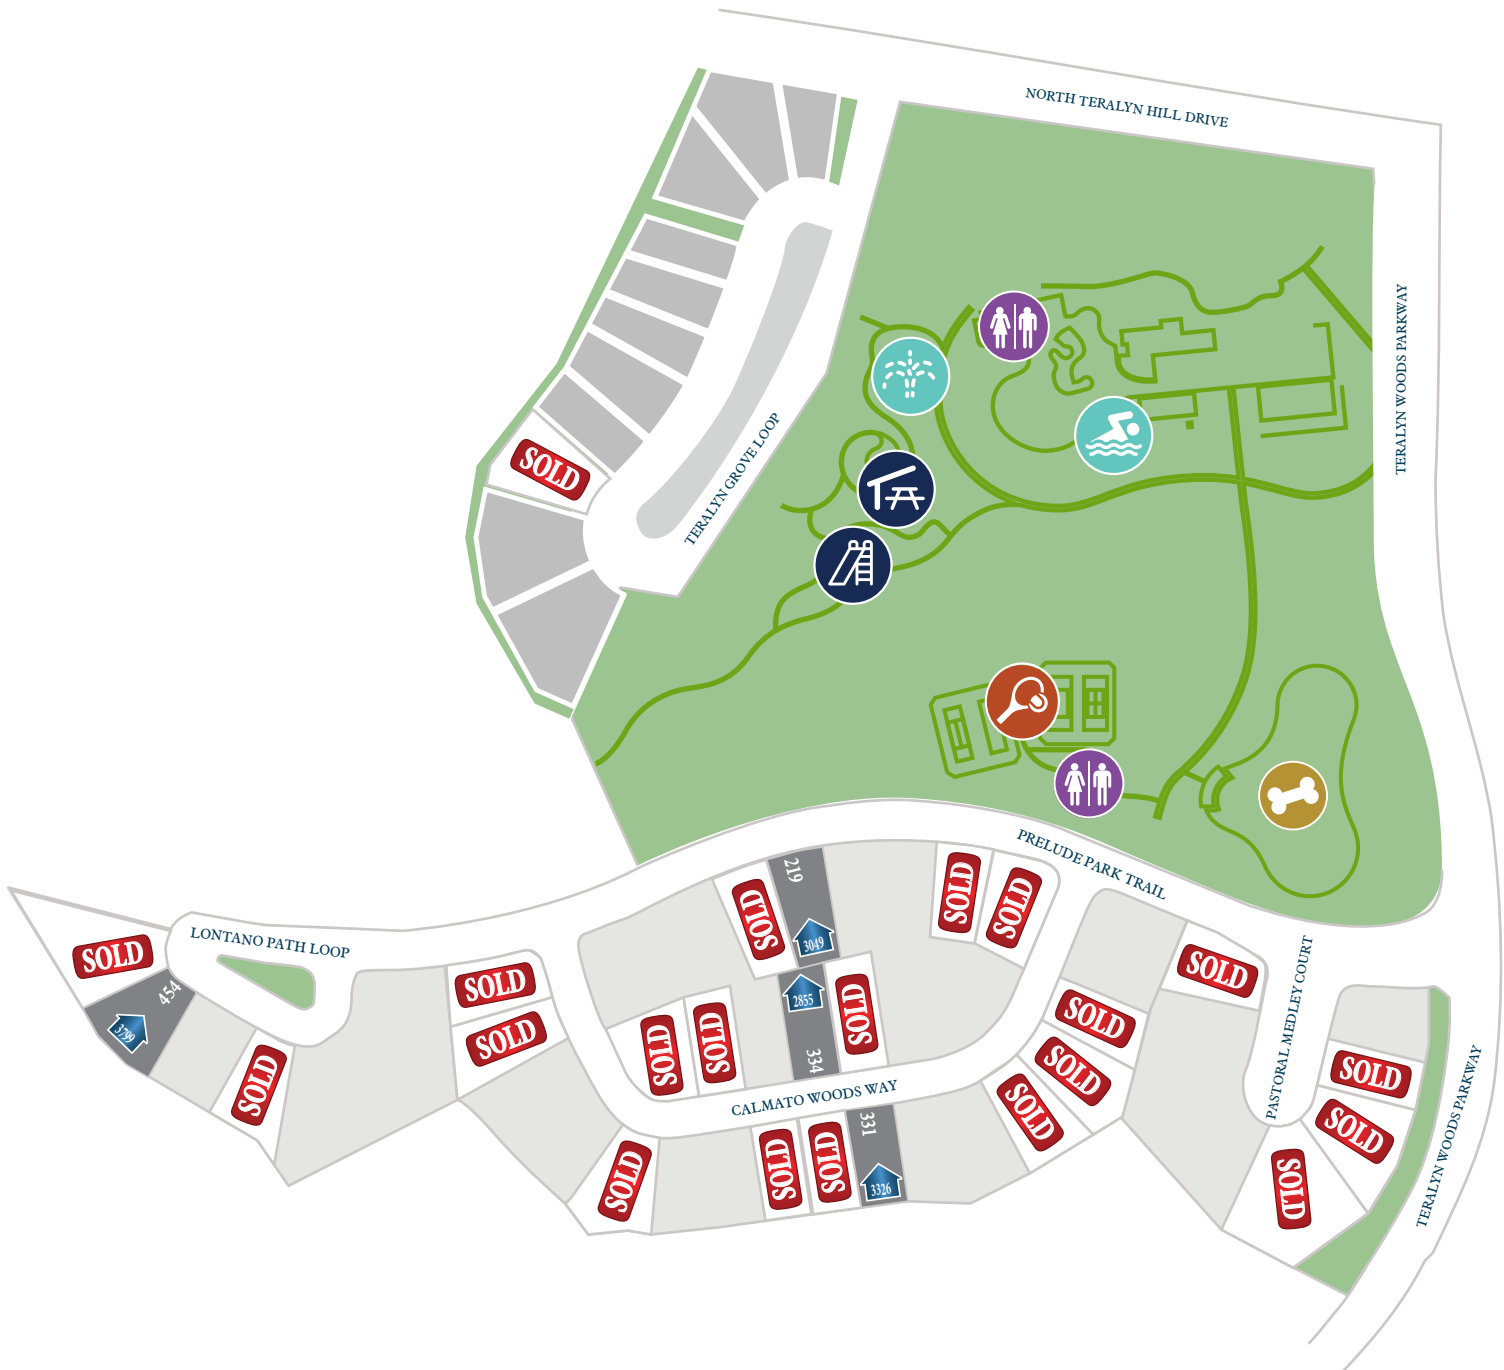 NORTH TERALYN HILL DRIVE
TERALYN WOODS PARKWAY
SOLD
TERALYN GROVE LOOP
PRELUDE PARK TRAIL
219
SOLD
SOLD
SOLD
3049
LONTANO PATH LOOP
SOLD
454
3799
SOLD
SOLD
SOLD
2855
SOLD
SOLD
SOLD
334
SOLD
CALMATO WOODS WAY
SOLD
SOLD
SOLD
331
3326
SOLD
SOLD
SOLD
SOLD
PASTORAL MEDLEY COURT
SOLD
SOLD
SOLD
TERALYN WOODS PARKWAY